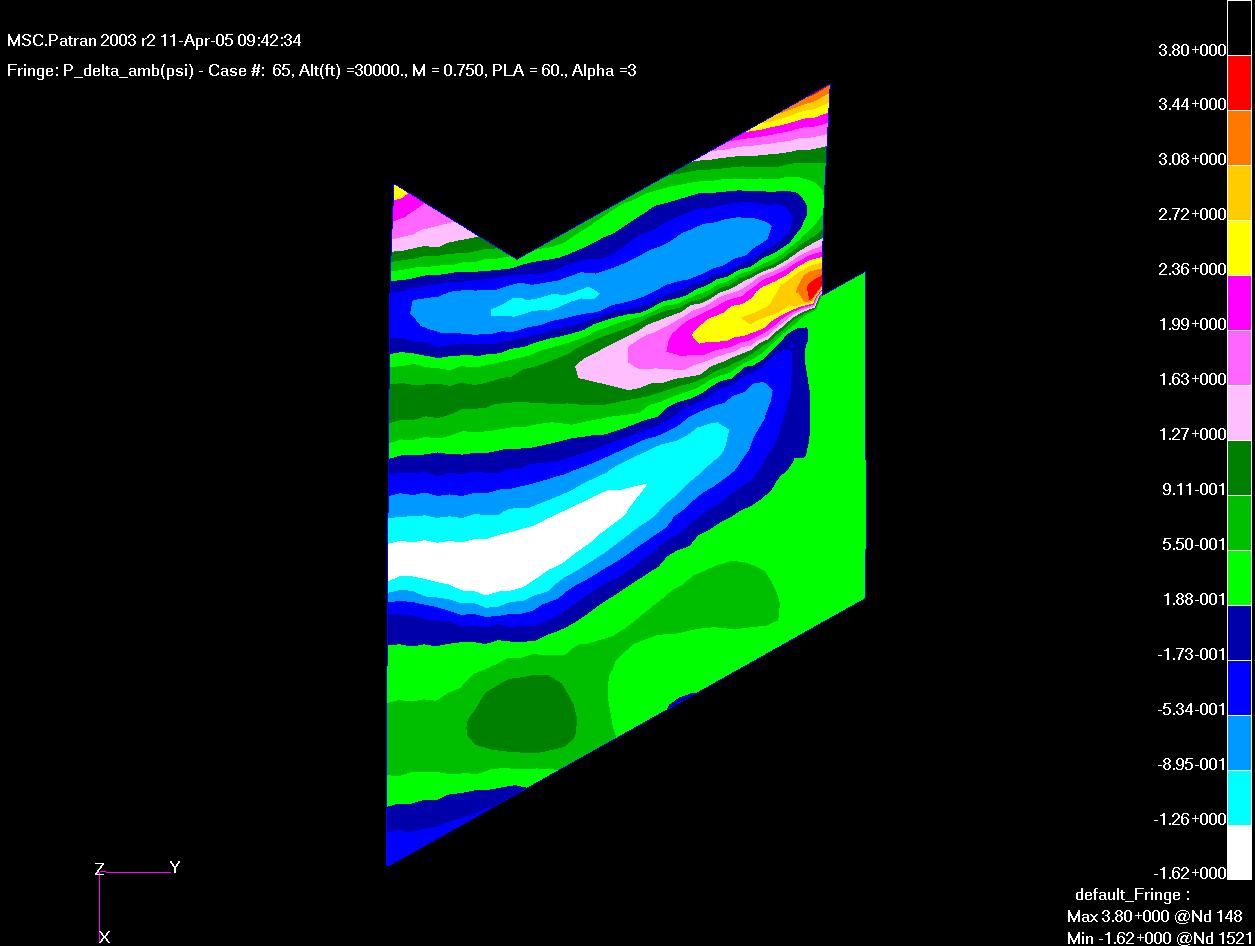 MSC.Patran 2003 r2 11-Apr-05 09:42:34
Fringe: P_delta_amb(psi) - Case #: 65, Alt(ft) =30000., M = 0.750, PLA = 60., Alpha =3
3.80+000
3.44+000
3.08+000
2.72+000
2.36+000
1.99+000
1.63+000
1.27+000
9.11-001
5.50-001
1.88-001
-1.73-001
-5.34-001
-8.95-001
-1.26+000
-1.62+000
default_Fringe :
Max 3.80+000 @Nd 148
Min -1.62+000 @Nd 1521
Z
Y
X